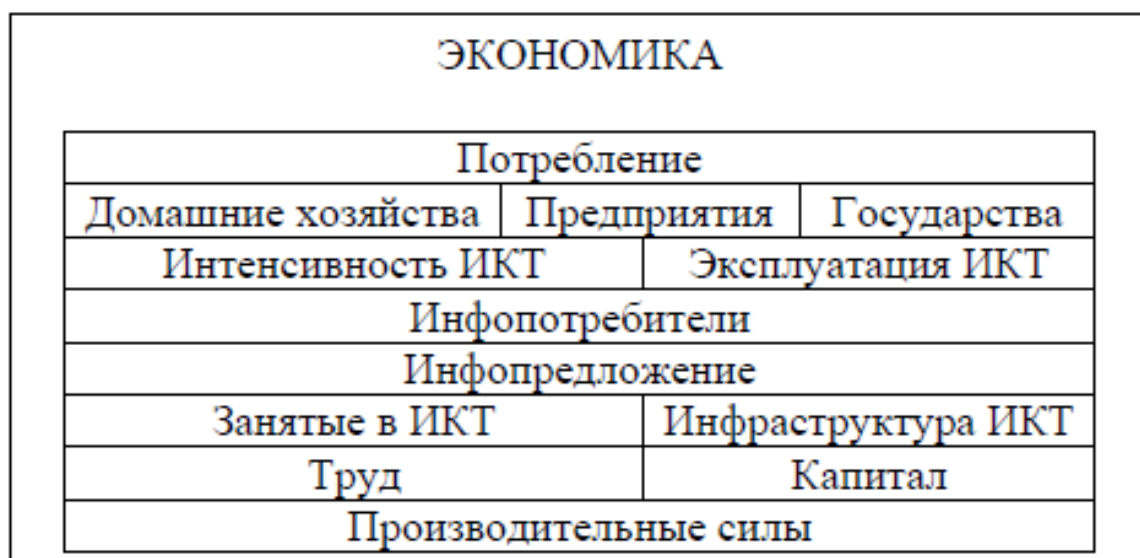 ЭКОНОМИКА
Потребление
Домашние хозяйства Предприятия Государства
Интенсивность ИКТ Эксплуатация ИКТ
Инфопотребители
Инфопредложение
Занятые в ИКТ Инфраструктура ИКТ
Труд Капитал
Производительные силы